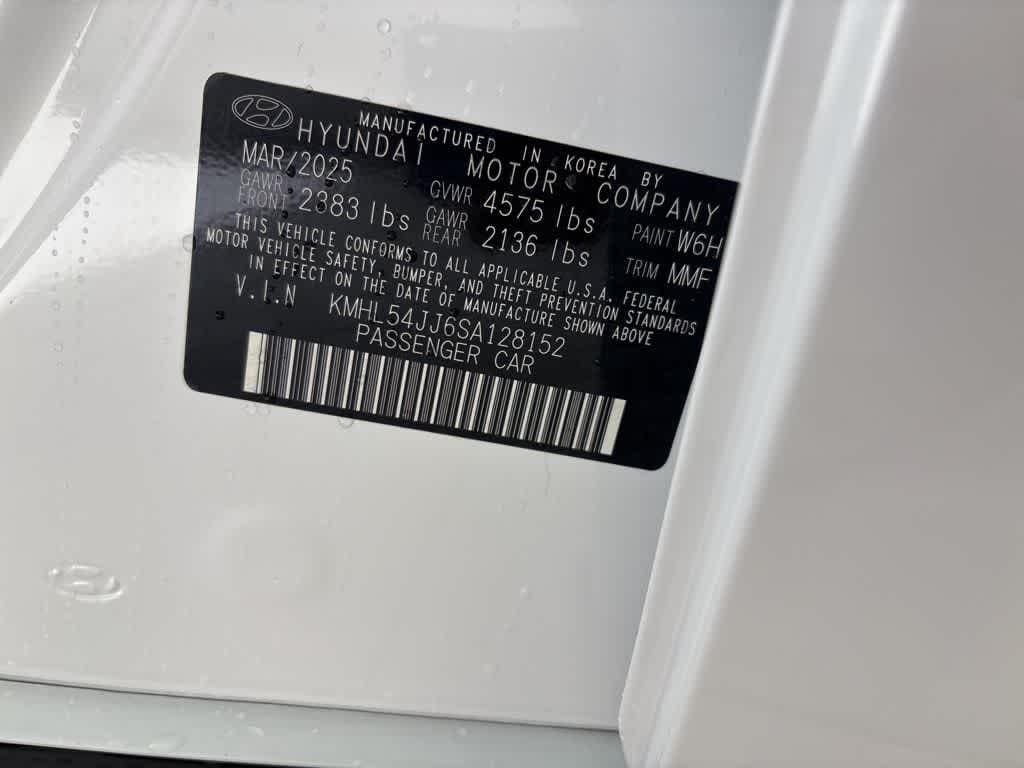 MANUFACTURED IN KOREA BY
HYUNDAI MOTOR COMPANY
MAR/2025 GVWR 4575 lbs PAINT W6H
GAWR FRONT 2383 lbs GAWR REAR 2136 lbs TRIM MMF
THIS VEHICLE CONFORMS TO ALL APPLICABLE U.S.A. FEDERAL
MOTOR VEHICLE SAFETY, BUMPER, AND THEFT PREVENTION STANDARDS
IN EFFECT ON THE DATE OF MANUFACTURE SHOWN ABOVE
V.I.N KMHL54JJ6SA128152
PASSENGER CAR